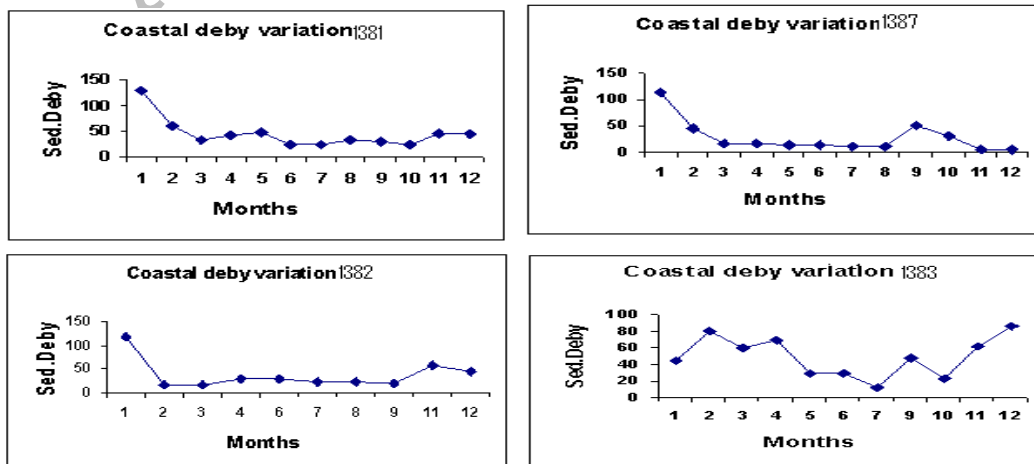 Coastal deby variation1381
150
100
50
0
Sed.Deby
1 2 3 4 5 6 7 8 9 10 11 12
Months
Coastal deby variation1387
150
100
50
0
Sed.Deby
1 2 3 4 5 6 7 8 9 10 11 12
Months
Coastal deby variation1382
150
100
50
0
Sed.Deby
1 2 3 4 6 7 8 9 11 12
Months
Coastal deby variation 1383
100
80
60
40
20
0
Sed.Deby
1 2 3 4 5 6 7 9 10 11 12
Months